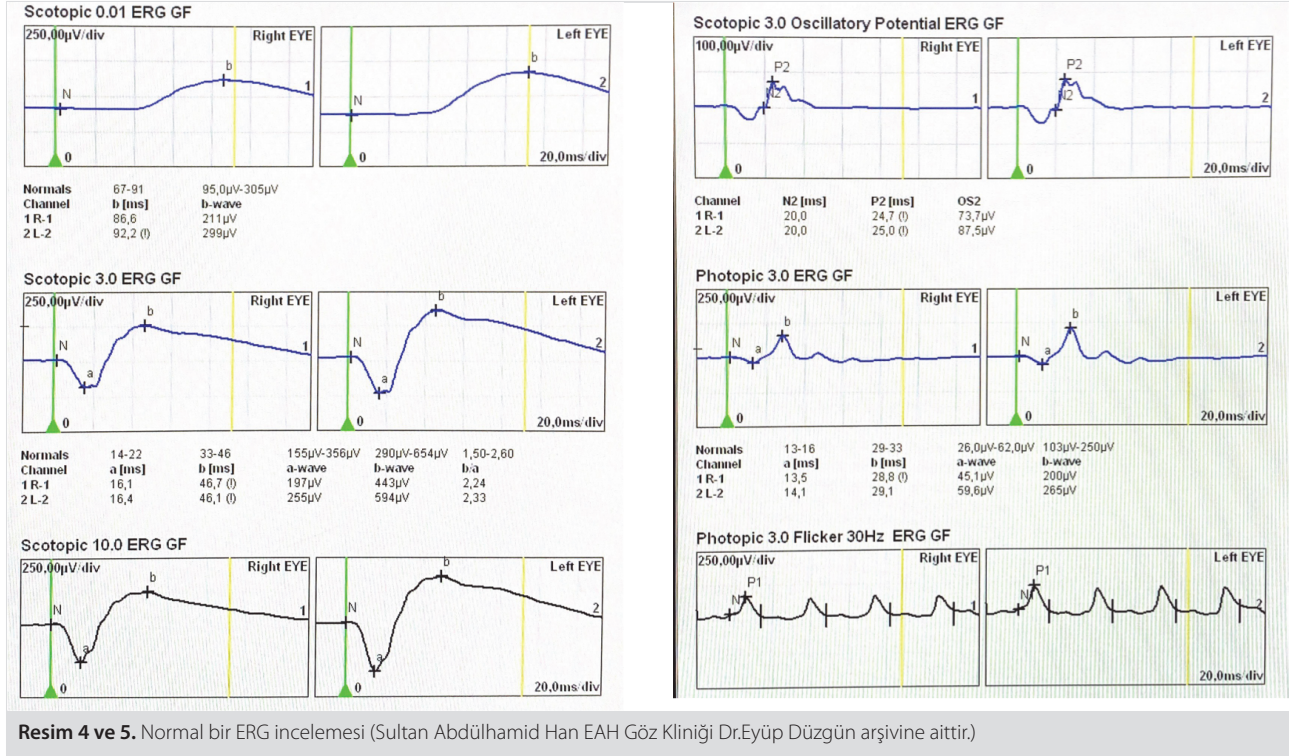 Scotopic 0.01 ERG GF
250,00µV/div Right EYE
Left EYE
N b 1
N b 2
0
0 20,0ms/div
Normals 67-91 95,0µV-305µV
Channel b [ms] b-wave
1 R-1 86,6 211µV
2 L-2 92,2 (!) 299µV
Scotopic 3.0 ERG GF
250,00µV/div Right EYE
Left EYE
N a b 1
N a b 2
0
0 20,0ms/div
Normals 14-22 33-46 155µV-356µV 290µV-654µV 1,50-2,60
Channel a [ms] b [ms] a-wave b-wave b/a
1 R-1 16,1 46,7 (!) 197µV 443µV 2,24
2 L-2 16,4 46,1 (!) 255µV 594µV 2,33
Scotopic 10.0 ERG GF
250,00µV/div Right EYE
Left EYE
N a b 1
N a b 2
0
0 20,0ms/div
Scotopic 3.0 Oscillatory Potential ERG GF
100,00µV/div Right EYE
Left EYE
P2 N2 1
P2 N2 2
0
0 20,0ms/div
Channel N2 [ms] P2 [ms] OS2
1 R-1 20,0 24,7 (!) 73,7µV
2 L-2 20,0 25,0 (!) 87,5µV
Photopic 3.0 ERG GF
250,00µV/div Right EYE
Left EYE
N a b 1
N a b 2
0
0 20,0ms/div
Normals 13-16 29-33 26,0µV-62,0µV 103µV-250µV
Channel a [ms] b [ms] a-wave b-wave
1 R-1 13,5 28,8 (!) 45,1µV 200µV
2 L-2 14,1 29,1 59,6µV 265µV
Photopic 3.0 Flicker 30Hz ERG GF
250,00µV/div Right EYE
Left EYE
P1 1
P1 2
20,0ms/div
Resim 4 ve 5. Normal bir ERG incelemesi (Sultan Abdülhamid Han EAH Göz Kliniği Dr.Eyüp Düzgün arşivine aittir.)